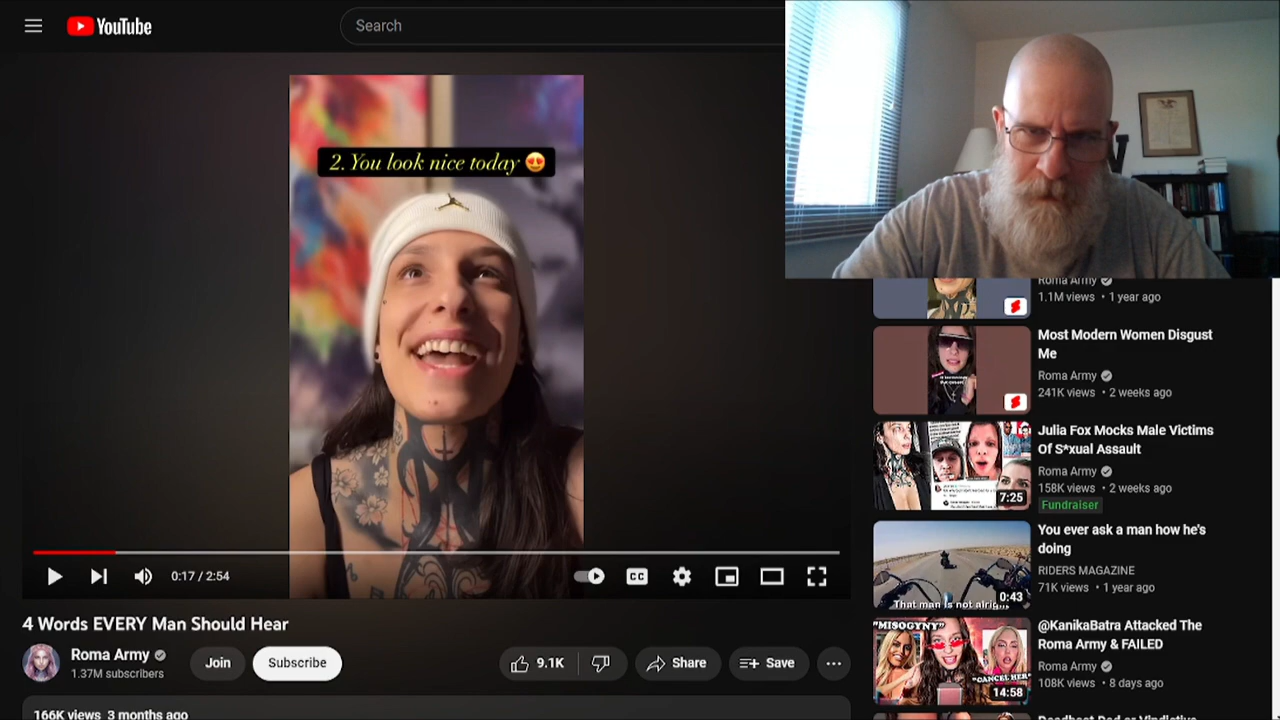 YouTube
Search
2. You look nice today 😍
0:17 / 2:54
CC
4 Words EVERY Man Should Hear
Roma Army
1.37M subscribers
Join
Subscribe
9.1K
Share
Save
166K views 3 months ago
Roma Army
1.1M views • 1 year ago
Most Modern Women Disgust
Me
Roma Army
241K views • 2 weeks ago
7:25
Julia Fox Mocks Male Victims
Of S*xual Assault
Roma Army
158K views • 2 weeks ago
Fundraiser
That man is not alright
0:43
You ever ask a man how he's
doing
RIDERS MAGAZINE
71K views • 1 year ago
"MISOGYNY"
"CANCEL HER"
14:58
@KanikaBatra Attacked The
Roma Army & FAILED
Roma Army
108K views • 8 days ago
Deadbeat Dad or Vindictive